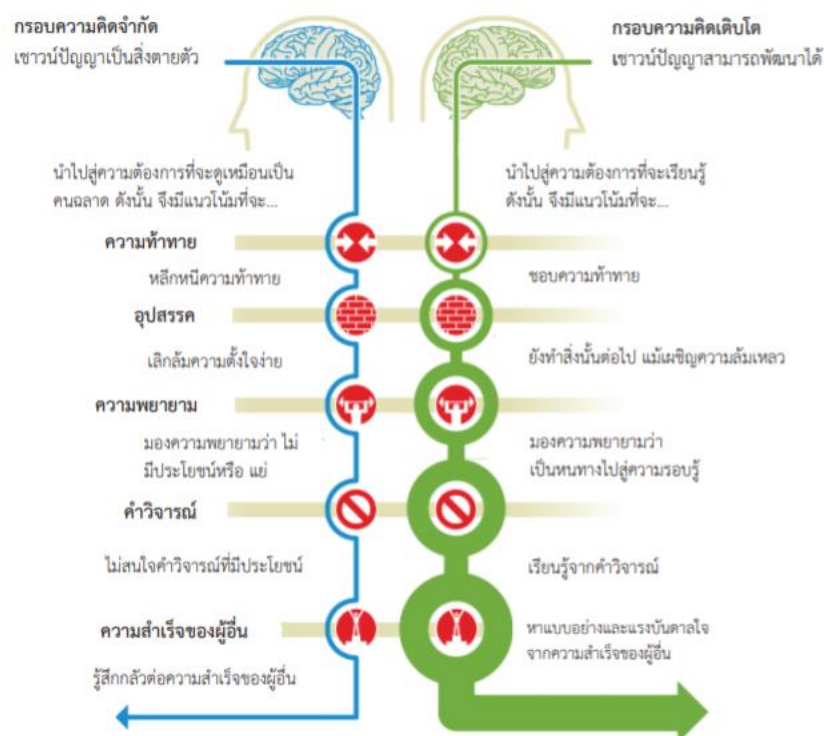 กรอบความคิดจำกัด
เชาวน์ปัญญาเป็นสิ่งตายตัว
กรอบความคิดเติบโต
เชาวน์ปัญญาสามารถพัฒนาได้
นำไปสู่ความต้องการที่จะดูเหมือนเป็น
คนฉลาด ดังนั้น จึงมีแนวโน้มที่จะ...
นำไปสู่ความต้องการที่จะเรียนรู้
ดังนั้น จึงมีแนวโน้มที่จะ...
ความท้าทาย
หลีกหนีความท้าทาย
ชอบความท้าทาย
อุปสรรค
เลิกล้มความตั้งใจง่าย
ยังทำสิ่งนั้นต่อไป แม้เผชิญความล้มเหลว
ความพยายาม
มองความพยายามว่า ไม่
มีประโยชน์หรือ แย่
มองความพยายามว่า
เป็นหนทางไปสู่ความรอบรู้
คำวิจารณ์
ไม่สนใจคำวิจารณ์ที่มีประโยชน์
เรียนรู้จากคำวิจารณ์
ความสำเร็จของผู้อื่น
รู้สึกกลัวต่อความสำเร็จของผู้อื่น
หาแบบอย่างและแรงบันดาลใจ
จากความสำเร็จของผู้อื่น